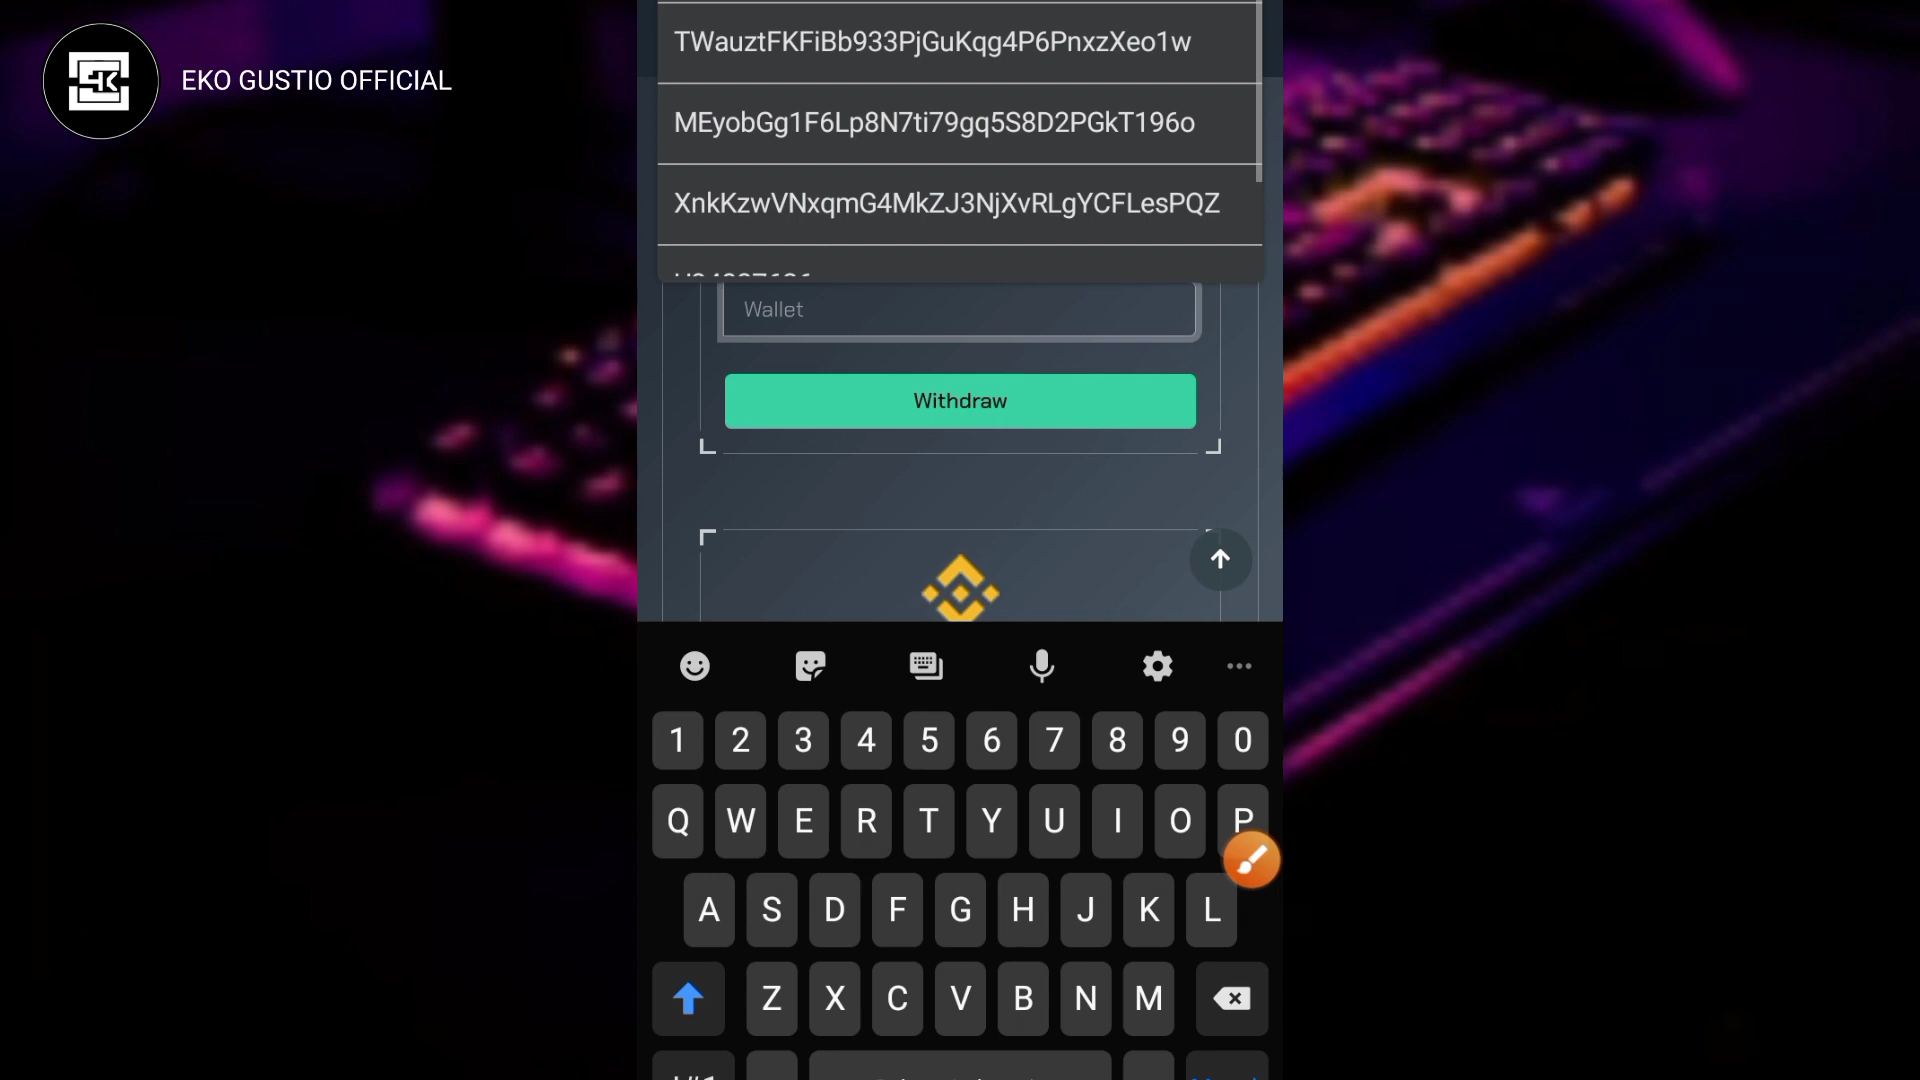 EKO GUSTIO OFFICIAL
TWauztFKFiBb933PjGuKqg4P6PnxzXeo1w
MEyobGg1F6Lp8N7ti79gq5S8D2PGkT196o
XnkKzwVNxqmG4MkZJ3NjXvRLgYCFLesPQZ
Wallet
Withdraw
1 2 3 4 5 6 7 8 9 0
Q W E R T Y U I O P
A S D F G H J K L
Z X C V B N M